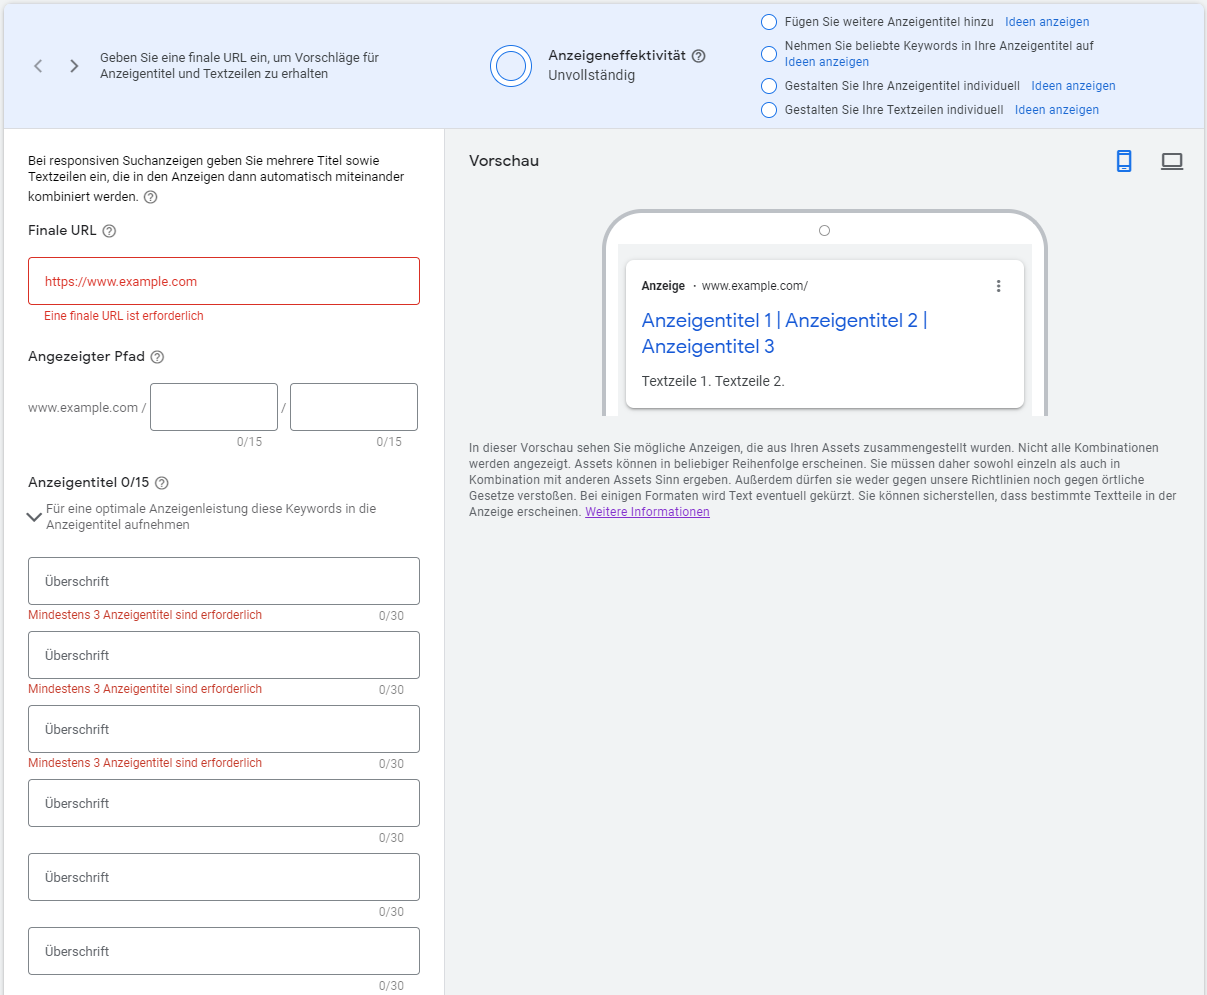 Geben Sie eine finale URL ein, um Vorschläge für
Anzeigentitel und Textzeilen zu erhalten
Anzeigeneffektivität
Unvollständig
Fügen Sie weitere Anzeigentitel hinzu Ideen anzeigen
Nehmen Sie beliebte Keywords in Ihre Anzeigentitel auf
Ideen anzeigen
Gestalten Sie Ihre Anzeigentitel individuell Ideen anzeigen
Gestalten Sie Ihre Textzeilen individuell Ideen anzeigen
Bei responsiven Suchanzeigen geben Sie mehrere Titel sowie
Textzeilen ein, die in den Anzeigen dann automatisch miteinander
kombiniert werden.
Finale URL
https://www.example.com
Eine finale URL ist erforderlich
Angezeigter Pfad
www.example.com / /
0/15 0/15
Anzeigentitel 0/15
Für eine optimale Anzeigenleistung diese Keywords in die
Anzeigentitel aufnehmen
Überschrift
Mindestens 3 Anzeigentitel sind erforderlich 0/30
Überschrift
Mindestens 3 Anzeigentitel sind erforderlich 0/30
Überschrift
Mindestens 3 Anzeigentitel sind erforderlich 0/30
Überschrift
0/30
Überschrift
0/30
Überschrift
0/30
Vorschau
Anzeige · www.example.com/
Anzeigentitel 1 | Anzeigentitel 2 |
Anzeigentitel 3
Textzeile 1. Textzeile 2.
In dieser Vorschau sehen Sie mögliche Anzeigen, die aus Ihren Assets zusammengestellt wurden. Nicht alle Kombinationen
werden angezeigt. Assets können in beliebiger Reihenfolge erscheinen. Sie müssen daher sowohl einzeln als auch in
Kombination mit anderen Assets Sinn ergeben. Außerdem dürfen sie weder gegen unsere Richtlinien noch gegen örtliche
Gesetze verstoßen. Bei einigen Formaten wird Text eventuell gekürzt. Sie können sicherstellen, dass bestimmte Textteile in der
Anzeige erscheinen. Weitere Informationen